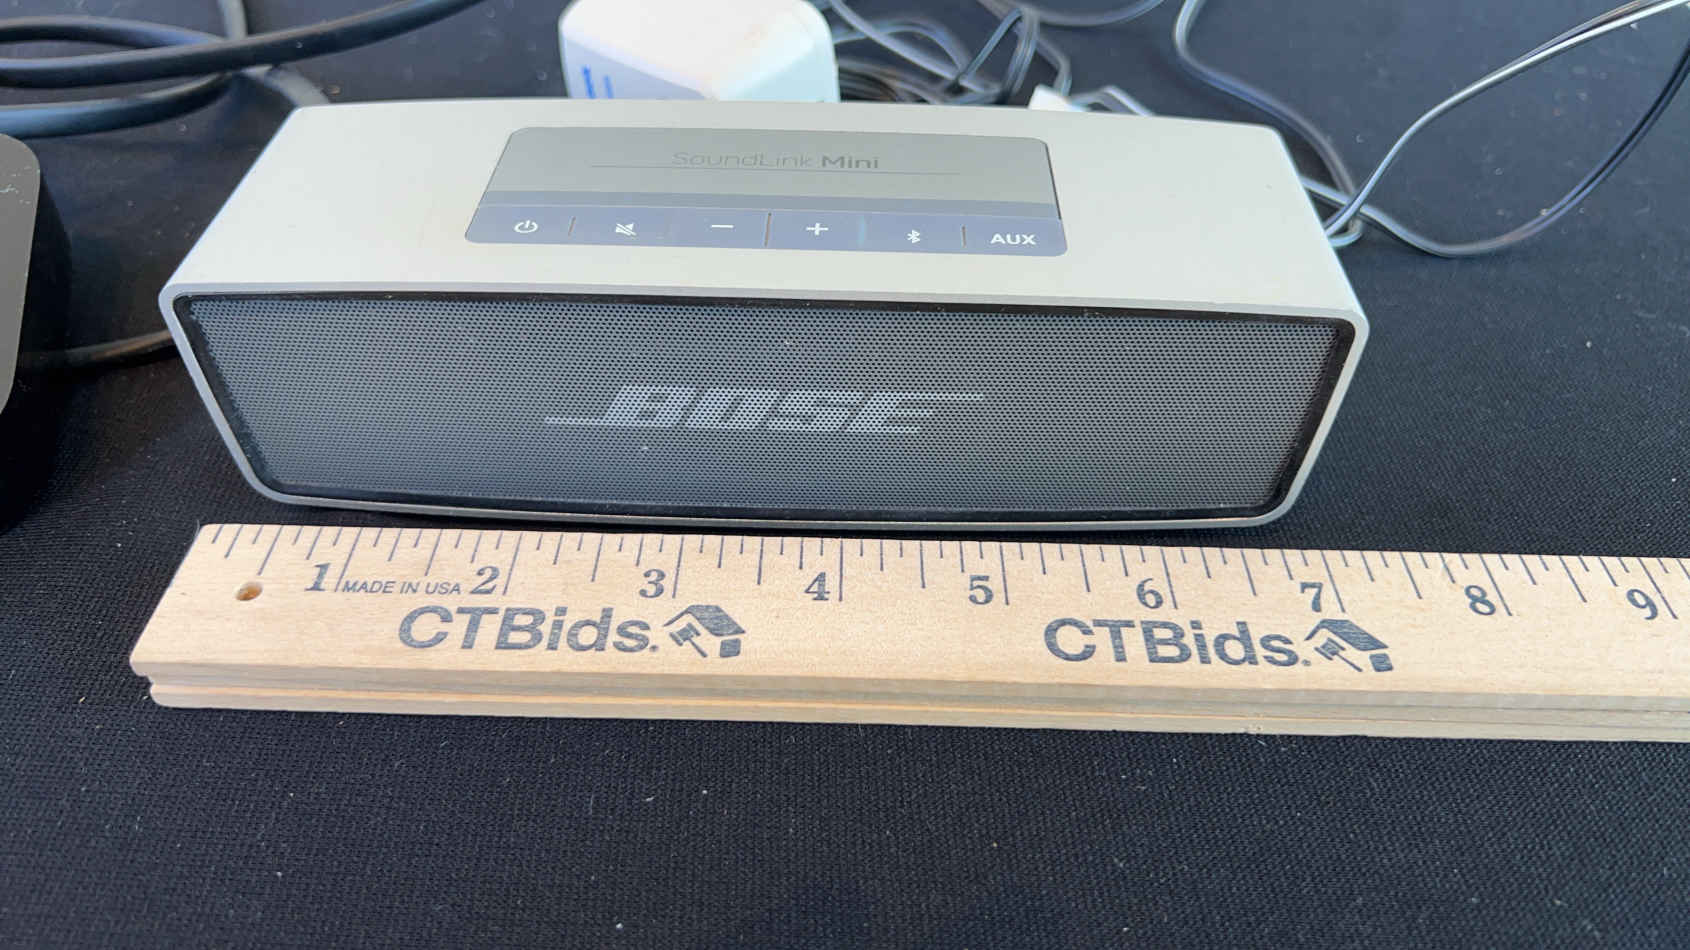 SoundLink Mini
AUX
BOSE
1 MADE IN USA 2 3 4 5 6 7 8 9
CTBids. CTBids.